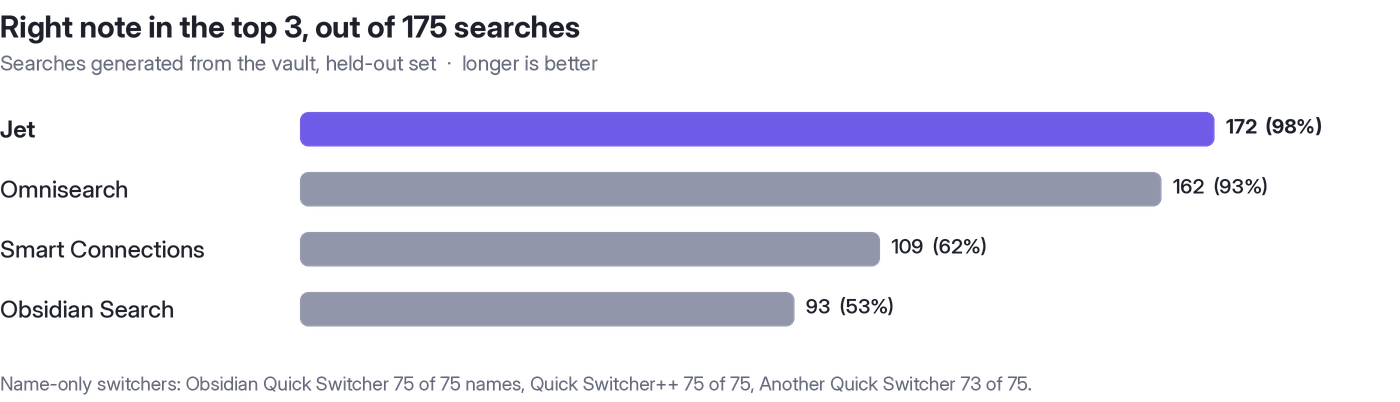 Right note in the top 3, out of 175 searches
Searches generated from the vault, held-out set · longer is better
Jet 172 (98%)
Omnisearch 162 (93%)
Smart Connections 109 (62%)
Obsidian Search 93 (53%)
Name-only switchers: Obsidian Quick Switcher 75 of 75 names, Quick Switcher++ 75 of 75, Another Quick Switcher 73 of 75.